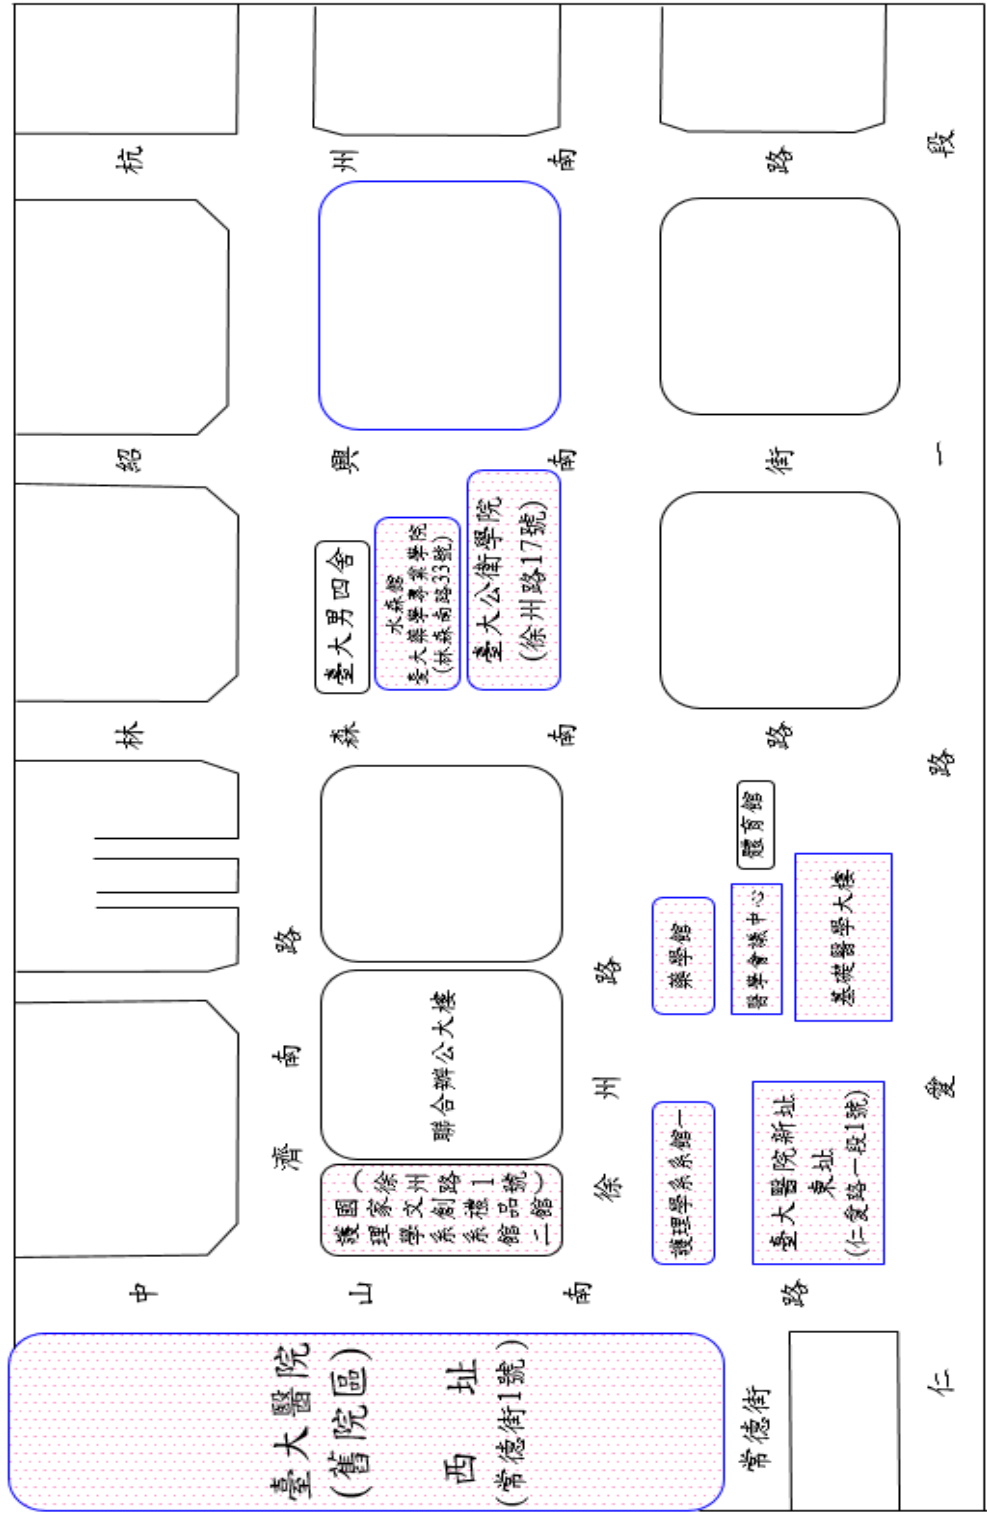 臺大醫院
(舊院區)
西 址
(常德街1號)
常德街
中山南路
濟南路
徐州路
仁愛路一段
護理學系系館二
國家文創禮品館
(徐州路1號)
聯合辦公大樓
護理學系系館一
臺大醫院新址
東址
(仁愛路一段1號)
藥學館
醫學會議中心
基礎醫學大樓
體育館
林森南路
臺大男四舍
水森館
臺大藥學專業學院
(林森南路33號)
臺大公衛學院
(徐州路17號)
紹興南街
杭州南路